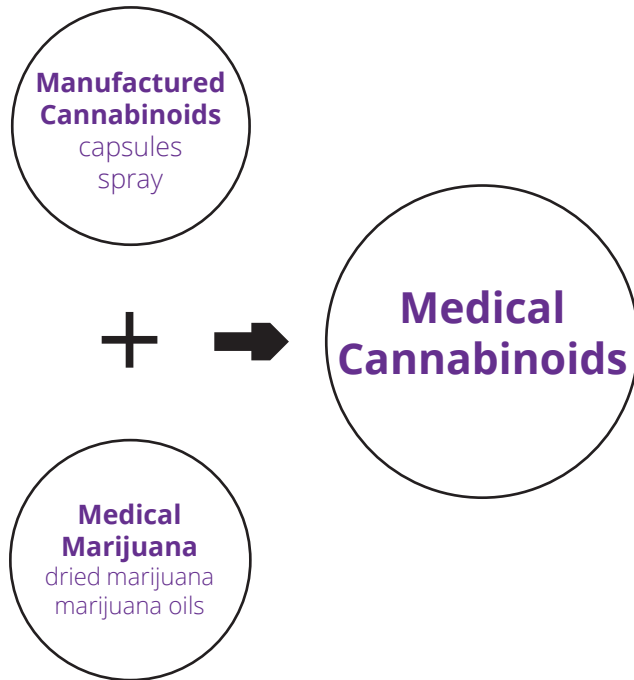 Manufactured
Cannabinoids
capsules
spray
+
Medical
Cannabinoids
Medical
Marijuana
dried marijuana
marijuana oils